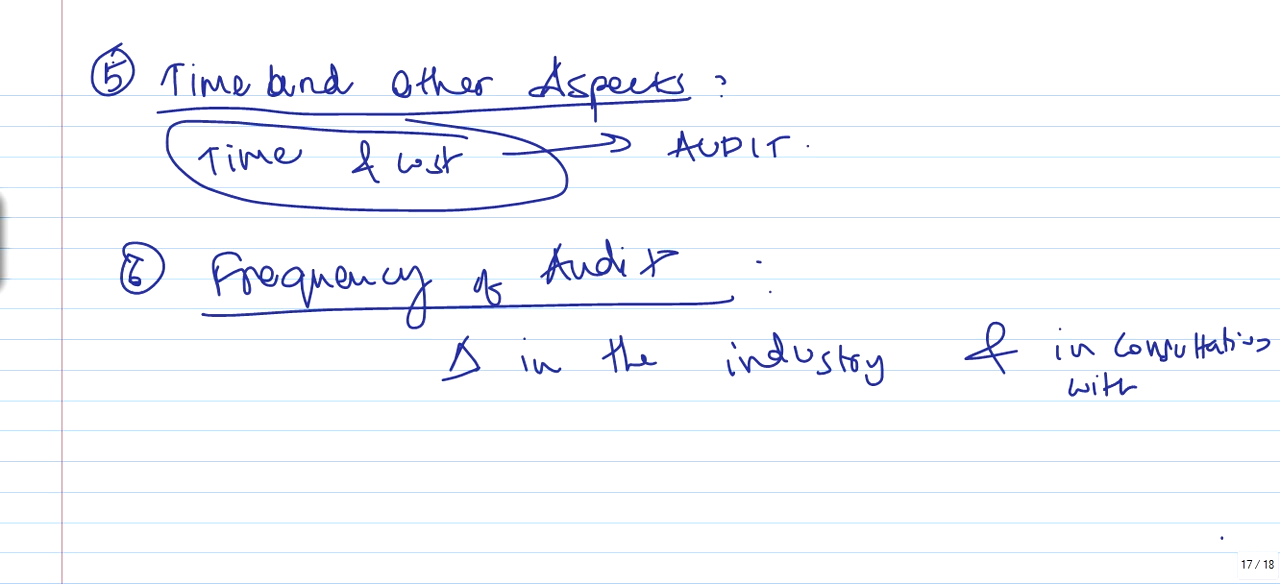 ⑤ Time and Other Aspects :
Time & Cost → AUDIT.
⑥ Frequency of Audit :
Δ in the industry & in Consultation
with
17 / 18